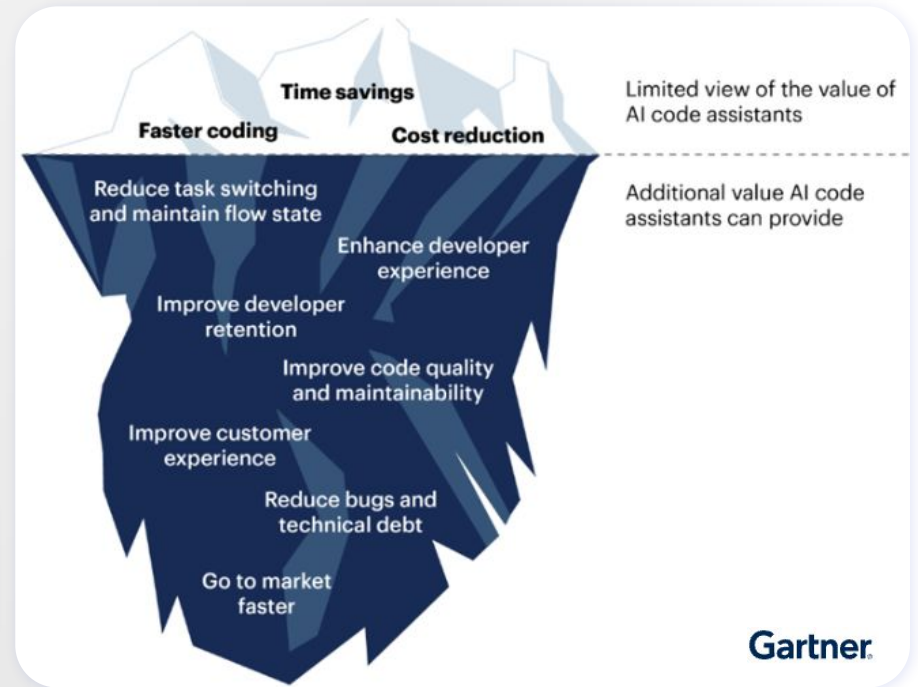 Time savings
Faster coding
Cost reduction
Limited view of the value of
AI code assistants
Reduce task switching
and maintain flow state
Additional value AI code
assistants can provide
Enhance developer
experience
Improve developer
retention
Improve code quality
and maintainability
Improve customer
experience
Reduce bugs and
technical debt
Go to market
faster
Gartner®